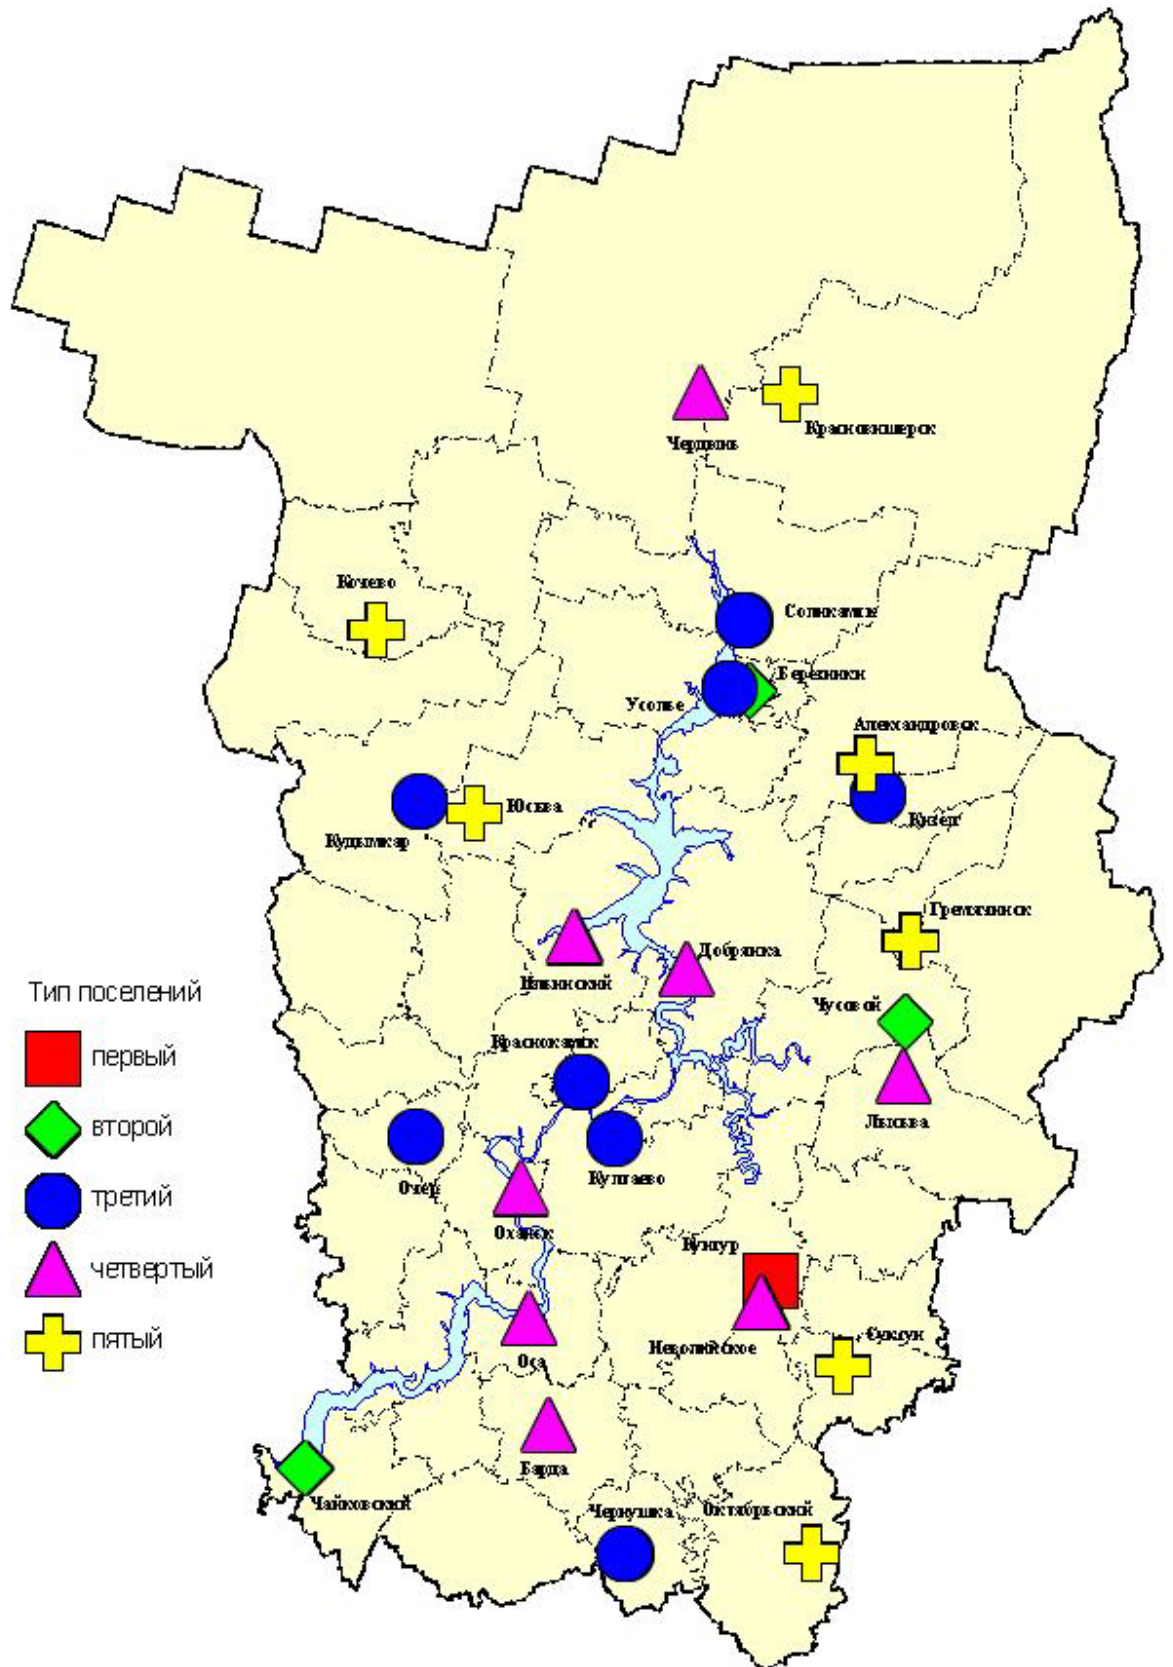 Чердынь
Красновишерск
Кочево
Соликамск
Березники
Усолье
Александровск
Юсьва
Кизел
Кудымкар
Гремячинск
Добрянка
Ильинский
Тип поселений
Чусовой
первый
Краснокамск
второй
Лысьва
Култаево
третий
Очер
Оханск
Кунгур
четвертый
пятый
Неволинское
Суксун
Оса
Барда
Чайковский
Чернушка
Октябрьский